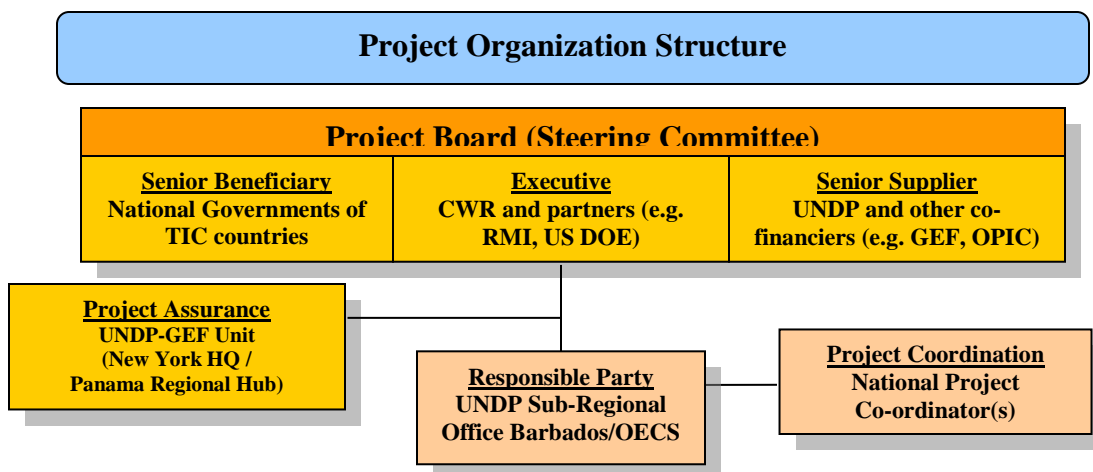 Project Organization Structure
Project Board (Steering Committee)
Senior Beneficiary
National Governments of
TIC countries
Executive
CWR and partners (e.g.
RMI, US DOE)
Senior Supplier
UNDP and other co-
financiers (e.g. GEF, OPIC)
Project Assurance
UNDP-GEF Unit
(New York HQ /
Panama Regional Hub)
Responsible Party
UNDP Sub-Regional
Office Barbados/OECS
Project Coordination
National Project
Co-ordinator(s)